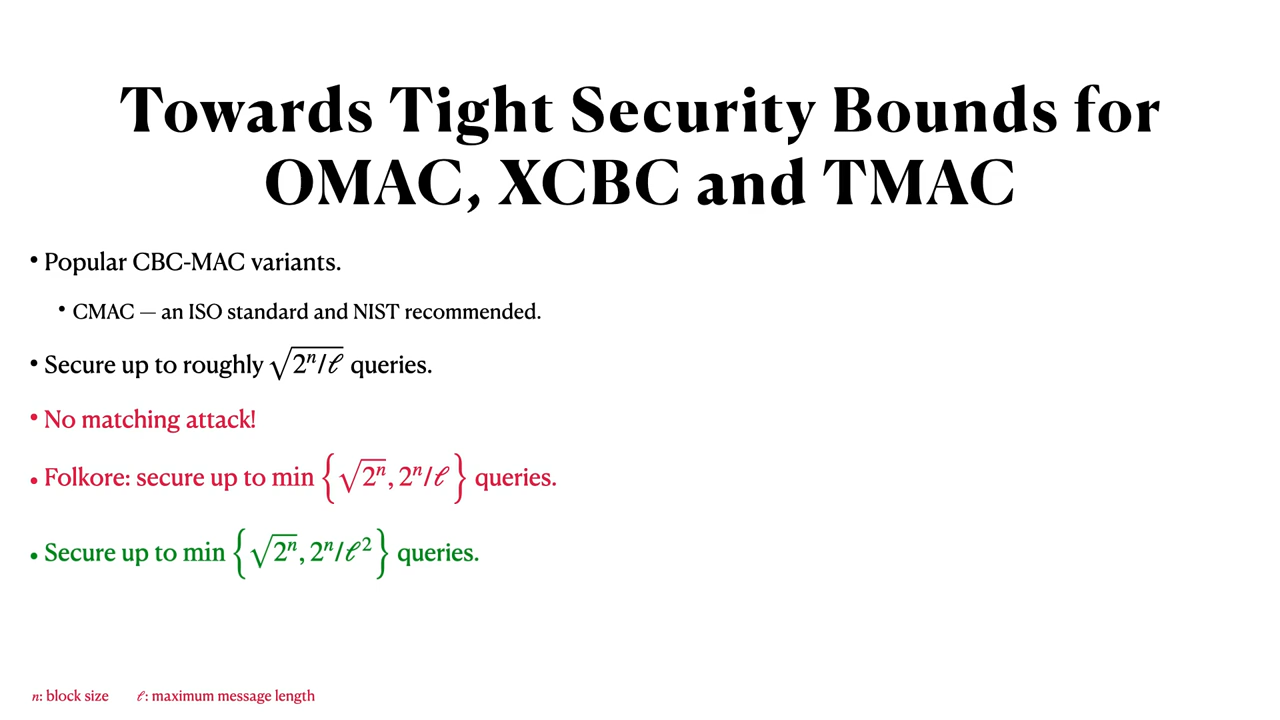 Towards Tight Security Bounds for
OMAC, XCBC and TMAC
• Popular CBC-MAC variants.
• CMAC — an ISO standard and NIST recommended.
• Secure up to roughly √(2ⁿ/ℓ) queries.
• No matching attack!
• Folkore: secure up to min {√(2ⁿ), 2ⁿ/ℓ} queries.
• Secure up to min {√(2ⁿ), 2ⁿ/ℓ²} queries.
n: block size ℓ: maximum message length